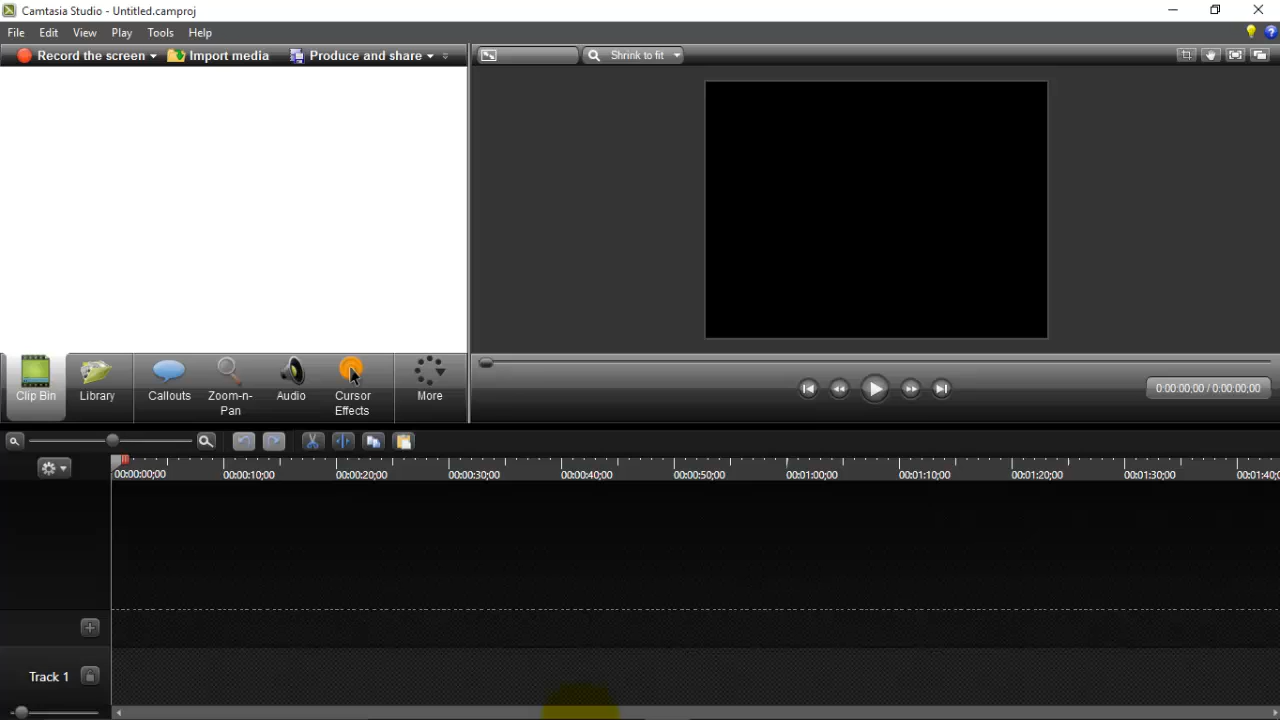 Camtasia Studio - Untitled.camproj
File Edit View Play Tools Help
Record the screen Import media Produce and share Shrink to fit
Clip Bin Library Callouts Zoom-n-Pan Audio Cursor Effects More
0:00:00;00 / 0:00:00;00
00:00:00;00 00:00:10;00 00:00:20;00 00:00:30;00 00:00:40;00 00:00:50;00 00:01:00;00 00:01:10;00 00:01:20;00 00:01:30;00 00:01:40;
Track 1